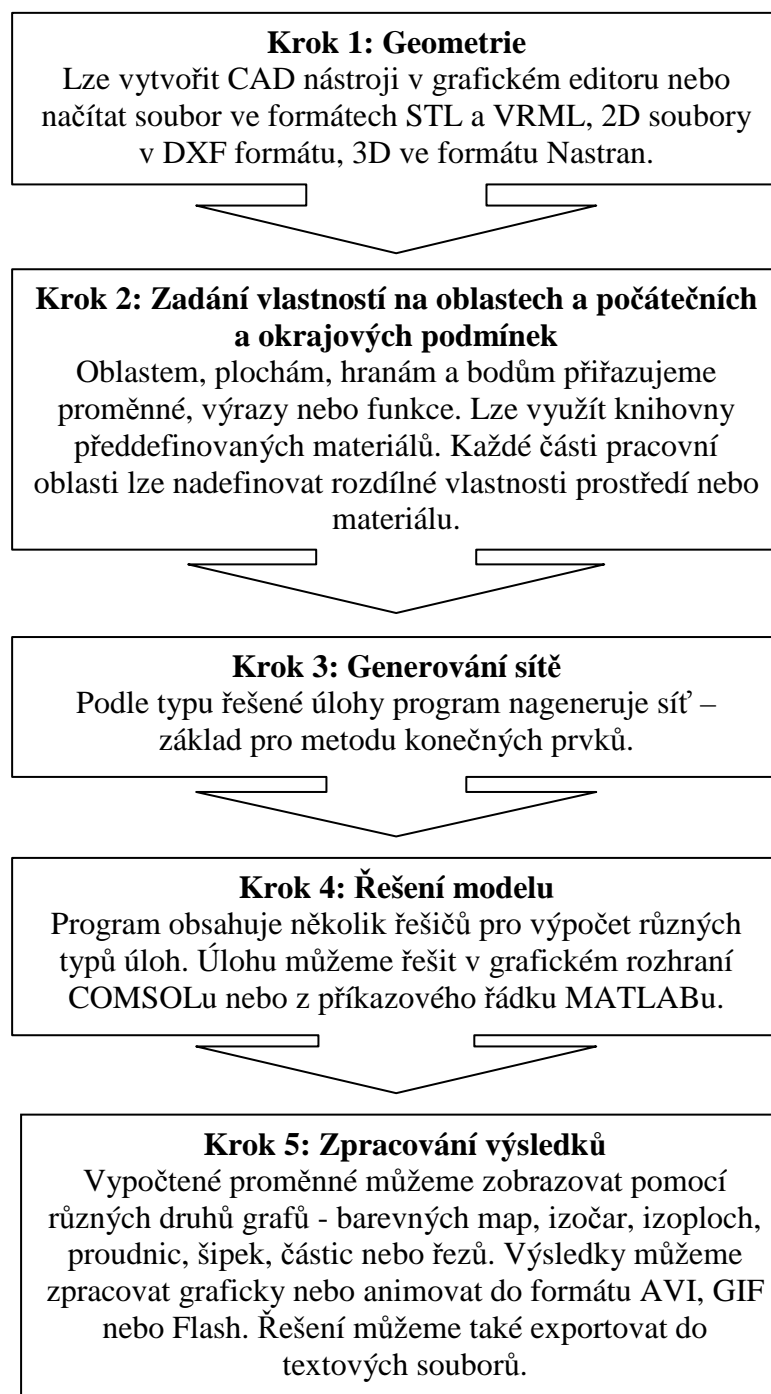 Krok 1: Geometrie
Lze vytvořit CAD nástroji v grafickém editoru nebo
načítat soubor ve formátech STL a VRML, 2D soubory
v DXF formátu, 3D ve formátu Nastran.
Krok 2: Zadání vlastností na oblastech a počátečních
a okrajových podmínek
Oblastem, plochám, hranám a bodům přiřazujeme
proměnné, výrazy nebo funkce. Lze využít knihovny
předdefinovaných materiálů. Každé části pracovní
oblasti lze nadefinovat rozdílné vlastnosti prostředí nebo
materiálu.
Krok 3: Generování sítě
Podle typu řešené úlohy program nageneruje síť –
základ pro metodu konečných prvků.
Krok 4: Řešení modelu
Program obsahuje několik řešičů pro výpočet různých
typů úloh. Úlohu můžeme řešit v grafickém rozhraní
COMSOLu nebo z příkazového řádku MATLABu.
Krok 5: Zpracování výsledků
Vypočtené proměnné můžeme zobrazovat pomocí
různých druhů grafů - barevných map, izočar, izoploch,
proudnic, šipek, částic nebo řezů. Výsledky můžeme
zpracovat graficky nebo animovat do formátu AVI, GIF
nebo Flash. Řešení můžeme také exportovat do
textových souborů.